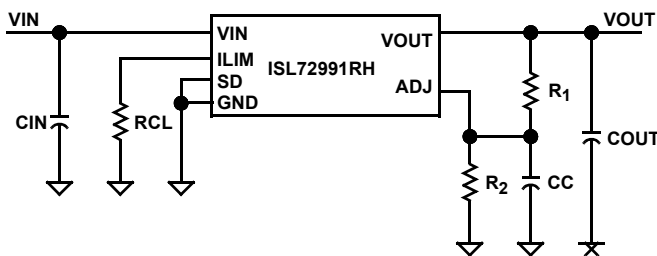 VIN
VOUT
VIN
ILIM
SD
GND
ISL72991RH
VOUT
ADJ
CIN
RCL
R1
R2
CC
COUT